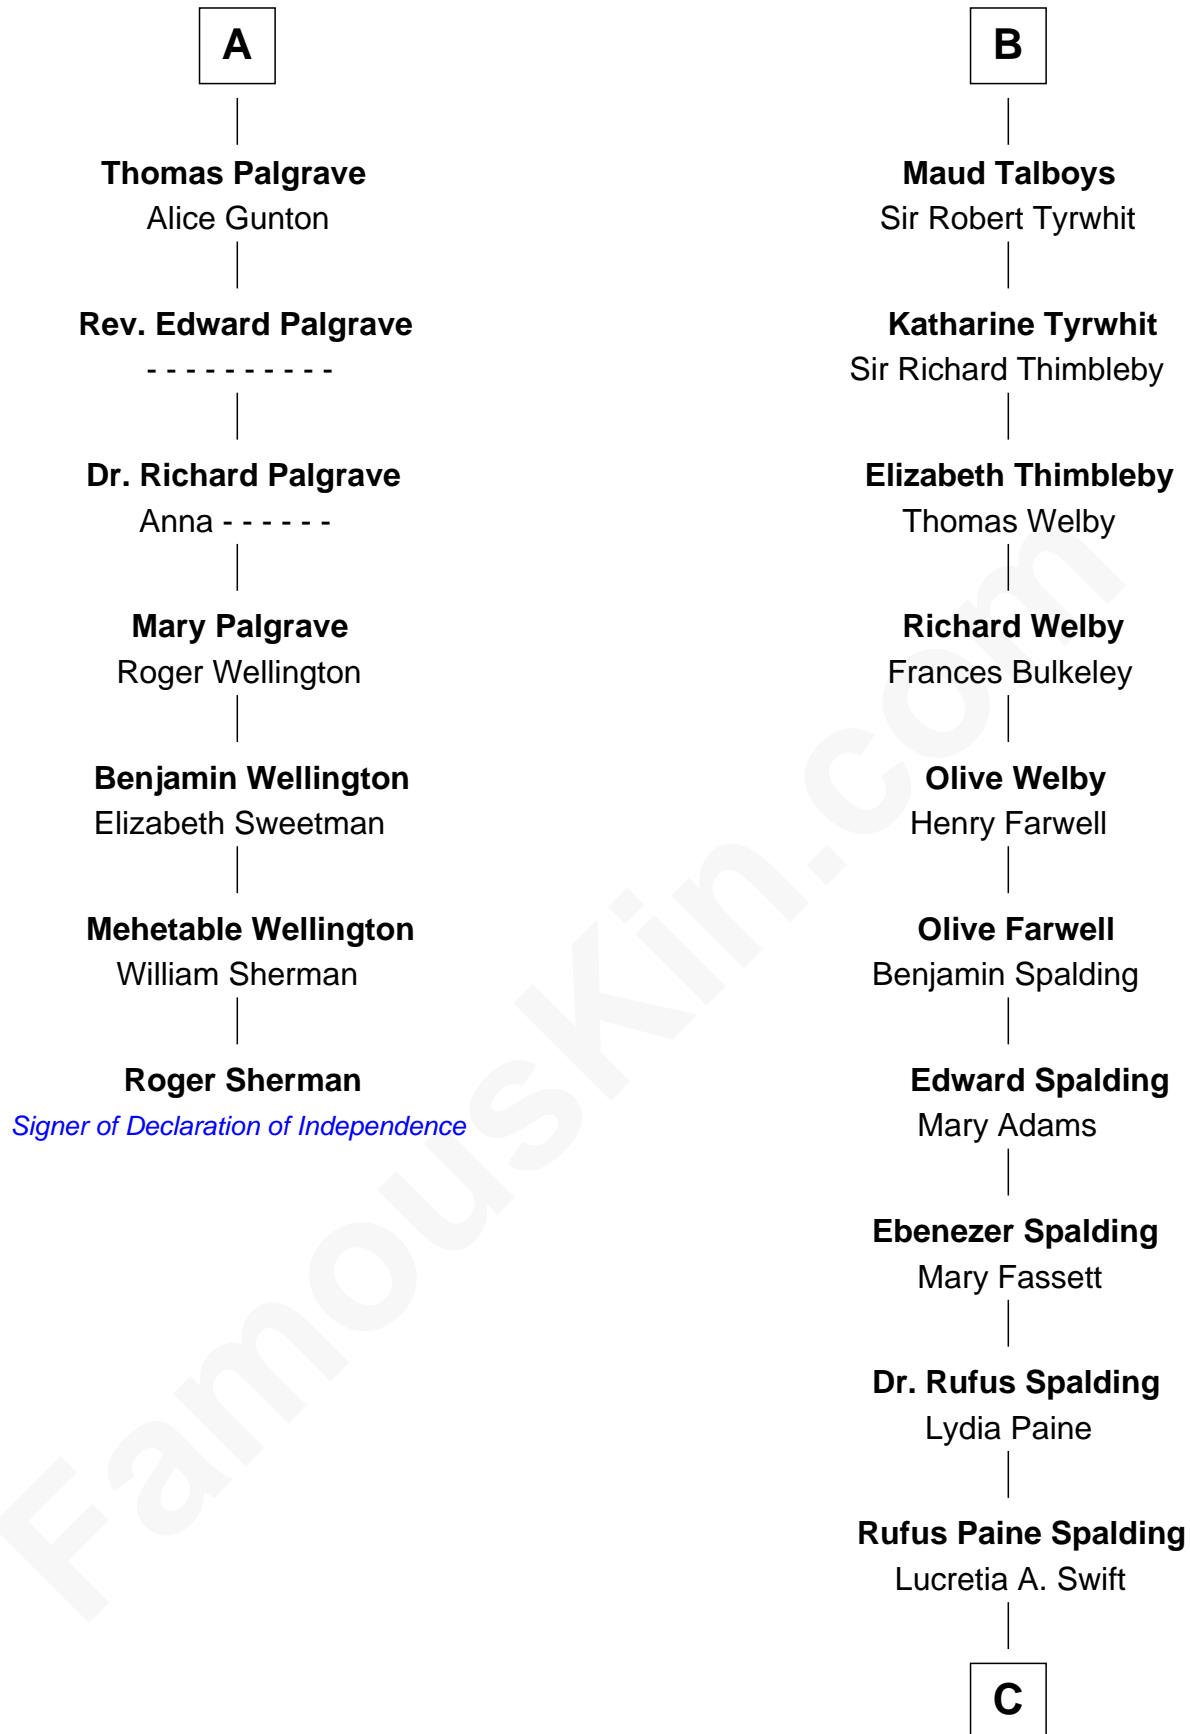 A
Thomas Palgrave
Alice Gunton
Rev. Edward Palgrave
- - - - - - - - - -
Dr. Richard Palgrave
Anna - - - - - -
Mary Palgrave
Roger Wellington
Benjamin Wellington
Elizabeth Sweetman
Mehetable Wellington
William Sherman
Roger Sherman
Signer of Declaration of Independence
B
Maud Talboys
Sir Robert Tyrwhit
Katharine Tyrwhit
Sir Richard Thimbleby
Elizabeth Thimbleby
Thomas Welby
Richard Welby
Frances Bulkeley
Olive Welby
Henry Farwell
Olive Farwell
Benjamin Spalding
Edward Spalding
Mary Adams
Ebenezer Spalding
Mary Fassett
Dr. Rufus Spalding
Lydia Paine
Rufus Paine Spalding
Lucretia A. Swift
C
FamousKin.com